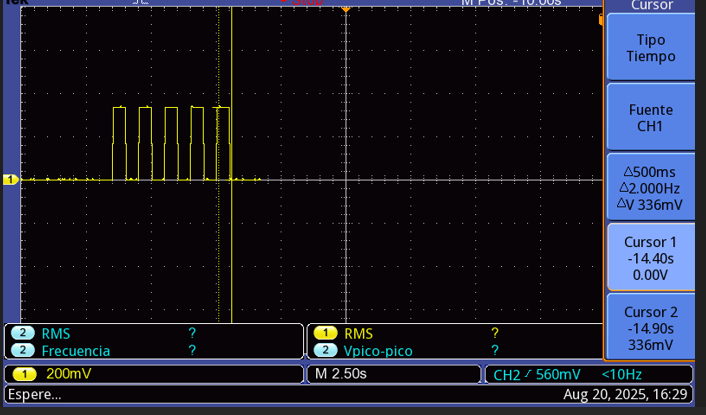 Tek
Stop
M Pos: -10.00s
Cursor
Tipo
Tiempo
Fuente
CH1
△500ms
△2.000Hz
△V 336mV
Cursor 1
-14.40s
0.00V
Cursor 2
-14.90s
336mV
1
2 RMS ?
2 Frecuencia ?
1 RMS ?
2 Vpico-pico ?
1 200mV
M 2.50s
CH2 / 560mV <10Hz
Espere...
Aug 20, 2025, 16:29